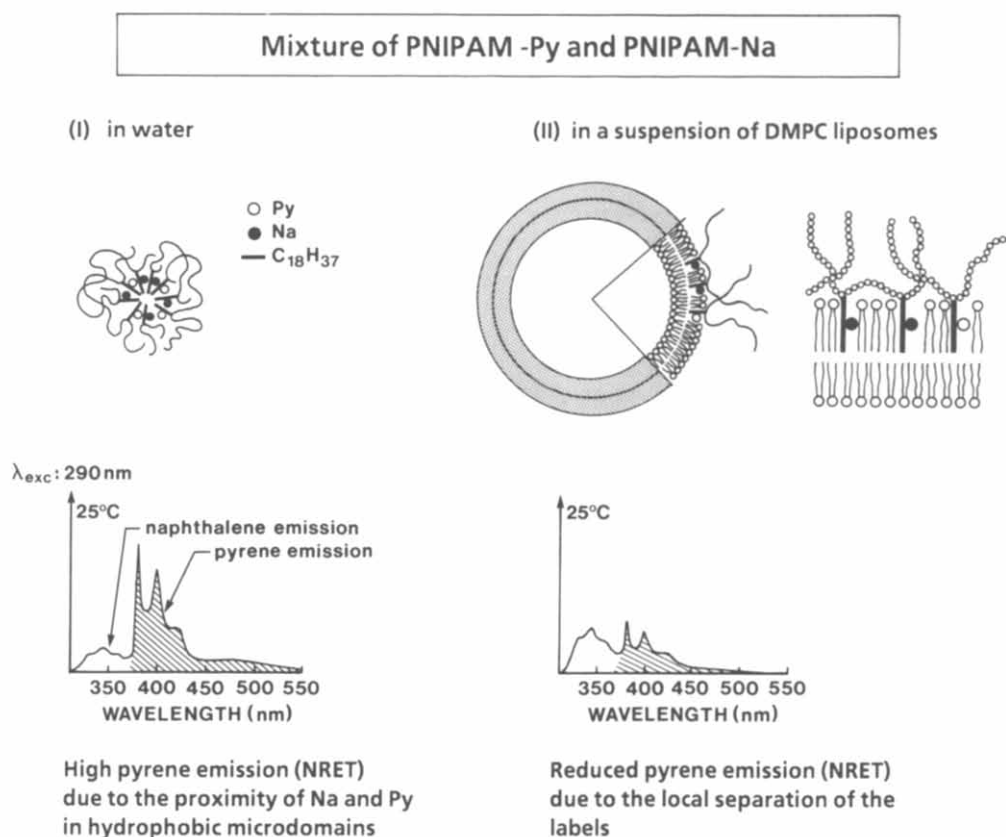 Mixture of PNIPAM -Py and PNIPAM-Na
(I) in water
(II) in a suspension of DMPC liposomes
Py
Na
C18H37
λexc: 290 nm
25°C
naphthalene emission
pyrene emission
350 400 450 500 550
WAVELENGTH (nm)
25°C
350 400 450 500 550
WAVELENGTH (nm)
High pyrene emission (NRET)
due to the proximity of Na and Py
in hydrophobic microdomains
Reduced pyrene emission (NRET)
due to the local separation of the
labels